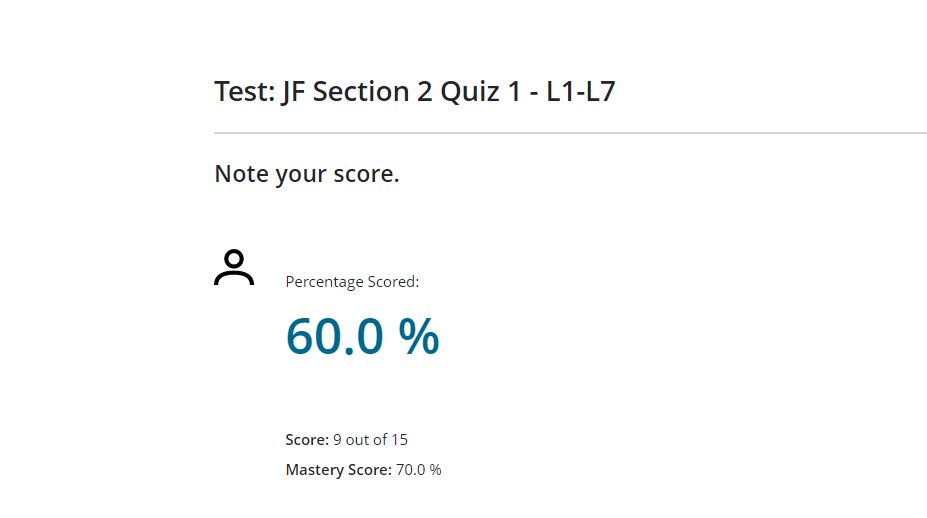 Test: JF Section 2 Quiz 1 - L1-L7
Note your score.
Percentage Scored:
60.0 %
Score: 9 out of 15
Mastery Score: 70.0 %